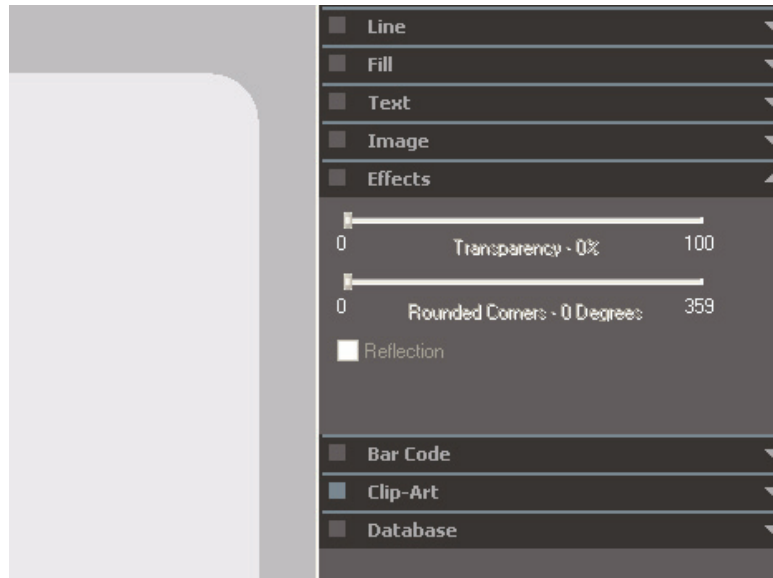 Line
Fill
Text
Image
Effects
0 Transparency - 0% 100
0 Rounded Corners - 0 Degrees 359
Reflection
Bar Code
Clip-Art
Database